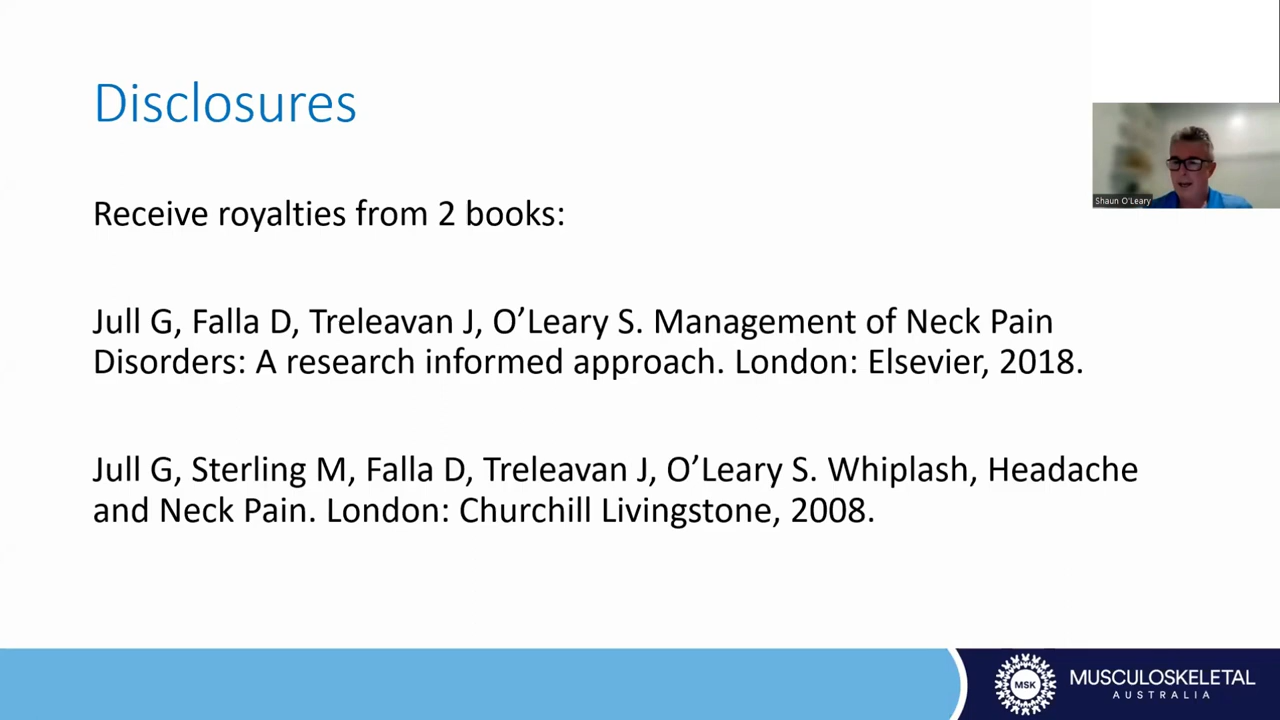 Disclosures
Receive royalties from 2 books:
Jull G, Falla D, Treleavan J, O’Leary S. Management of Neck Pain
Disorders: A research informed approach. London: Elsevier, 2018.
Jull G, Sterling M, Falla D, Treleavan J, O’Leary S. Whiplash, Headache
and Neck Pain. London: Churchill Livingstone, 2008.
Shaun O'Leary
MSK
MUSCULOSKELETAL
AUSTRALIA